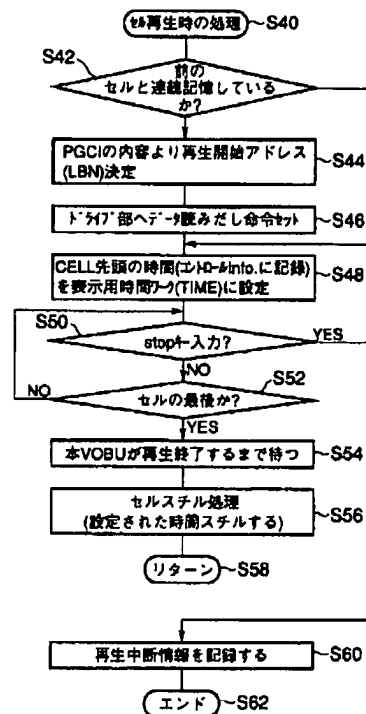 セル再生時の処理 S40
S42
前の
セルと連続記憶している
か?
PGCIの内容より再生開始アドレス
(LBN)決定
S44
ドライブ部へデータ読みだし命令セット S46
CELL先頭の時間(コントロールInfo.に記録)
を表示用時間ワーク(TIME)に設定
S48
S50
stopキー入力?
YES
NO
S52
セルの最後か?
NO
YES
本VOBUが再生終了するまで待つ S54
セルスチル処理
(設定された時間スチルする)
S56
リターン S58
再生中断情報を記録する S60
エンド S62